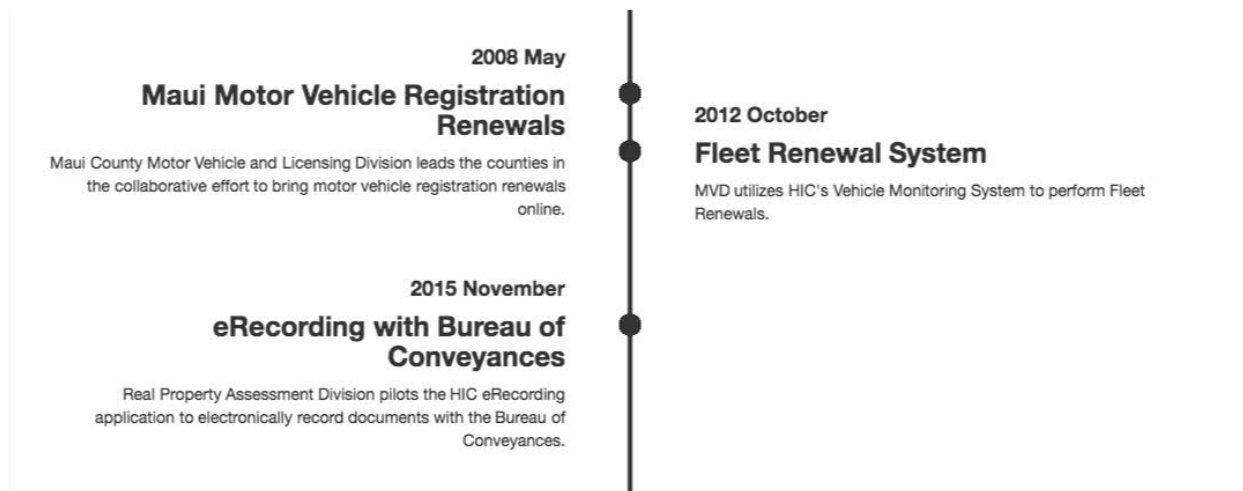 2008 May
Maui Motor Vehicle Registration
Renewals
Maui County Motor Vehicle and Licensing Division leads the counties in
the collaborative effort to bring motor vehicle registration renewals
online.
2012 October
Fleet Renewal System
MVD utilizes HIC's Vehicle Monitoring System to perform Fleet
Renewals.
2015 November
eRecording with Bureau of
Conveyances
Real Property Assessment Division pilots the HIC eRecording
application to electronically record documents with the Bureau of
Conveyances.